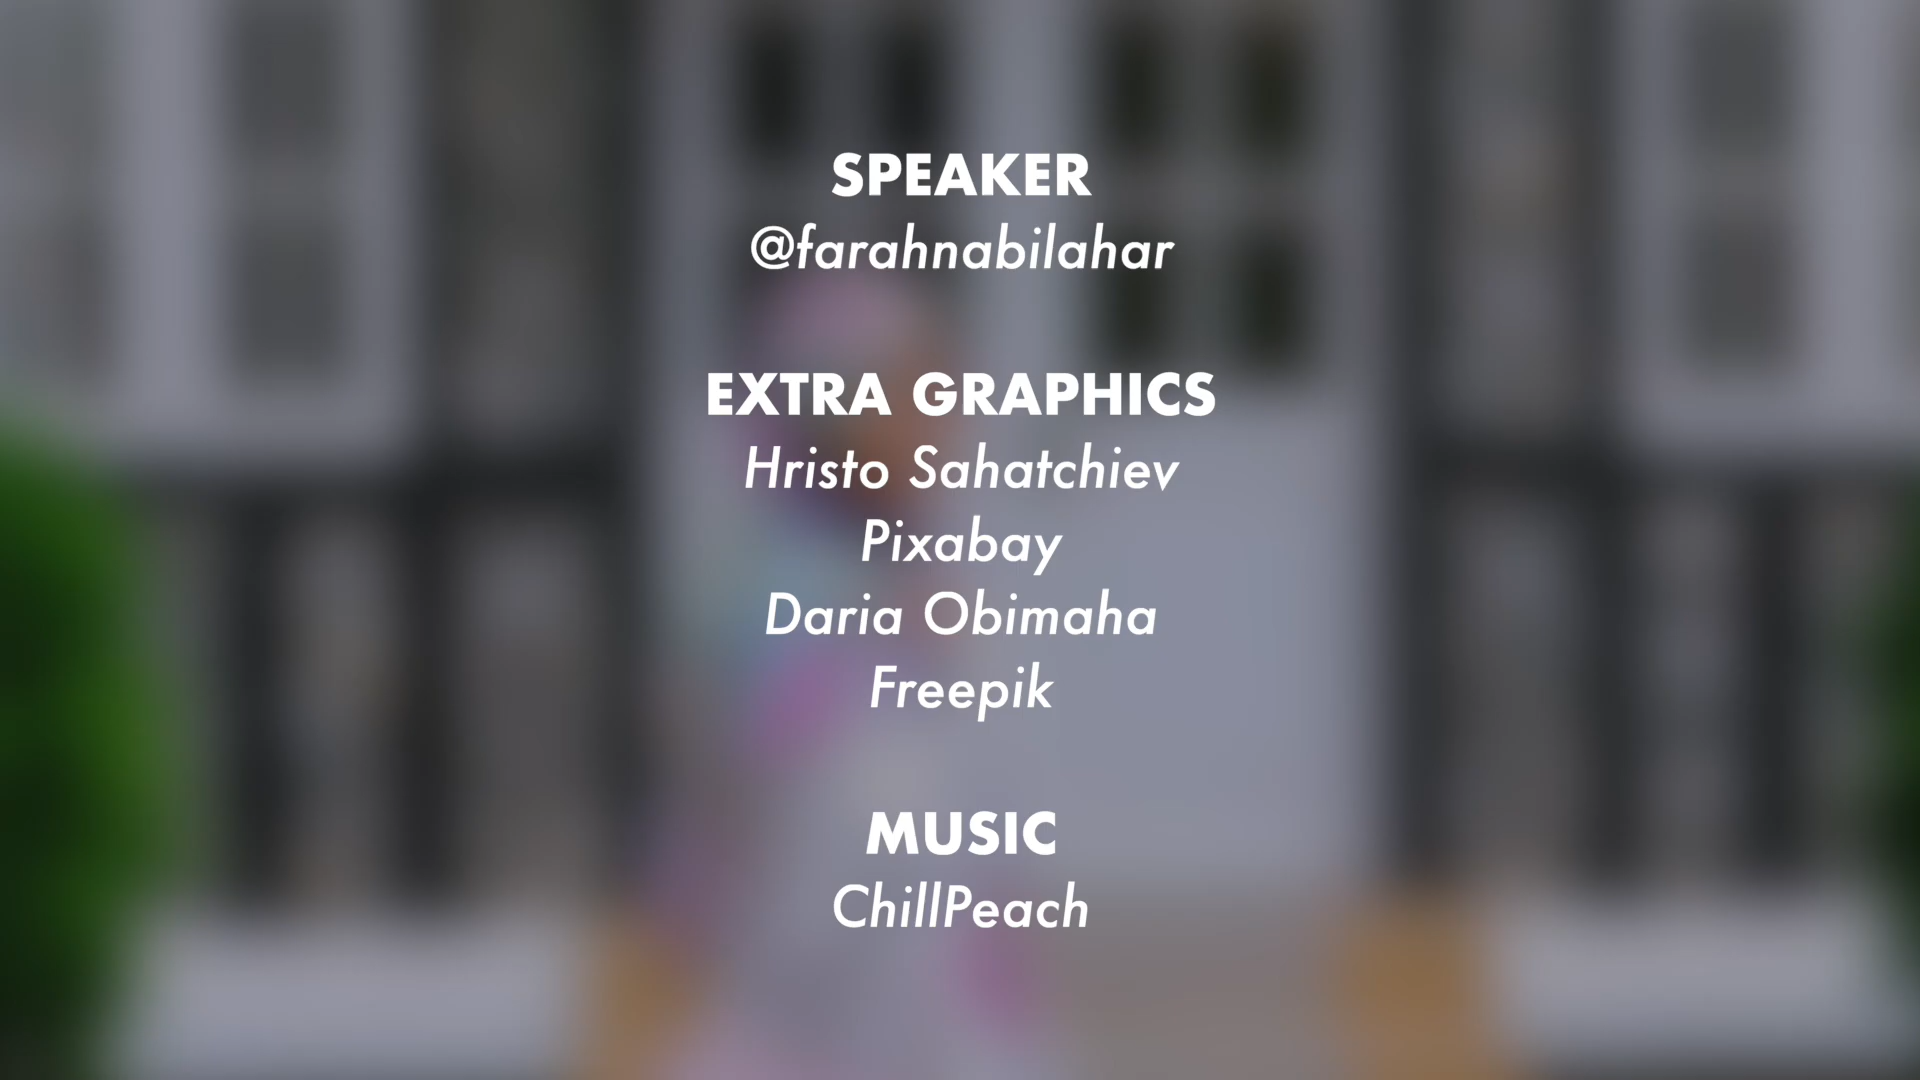 SPEAKER
@farahnabilahar
EXTRA GRAPHICS
Hristo Sahatchiev
Pixabay
Daria Obimaha
Freepik
MUSIC
ChillPeach